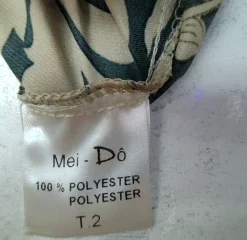 Mei - Dô
100 % POLYESTER
POLYESTER
T.2